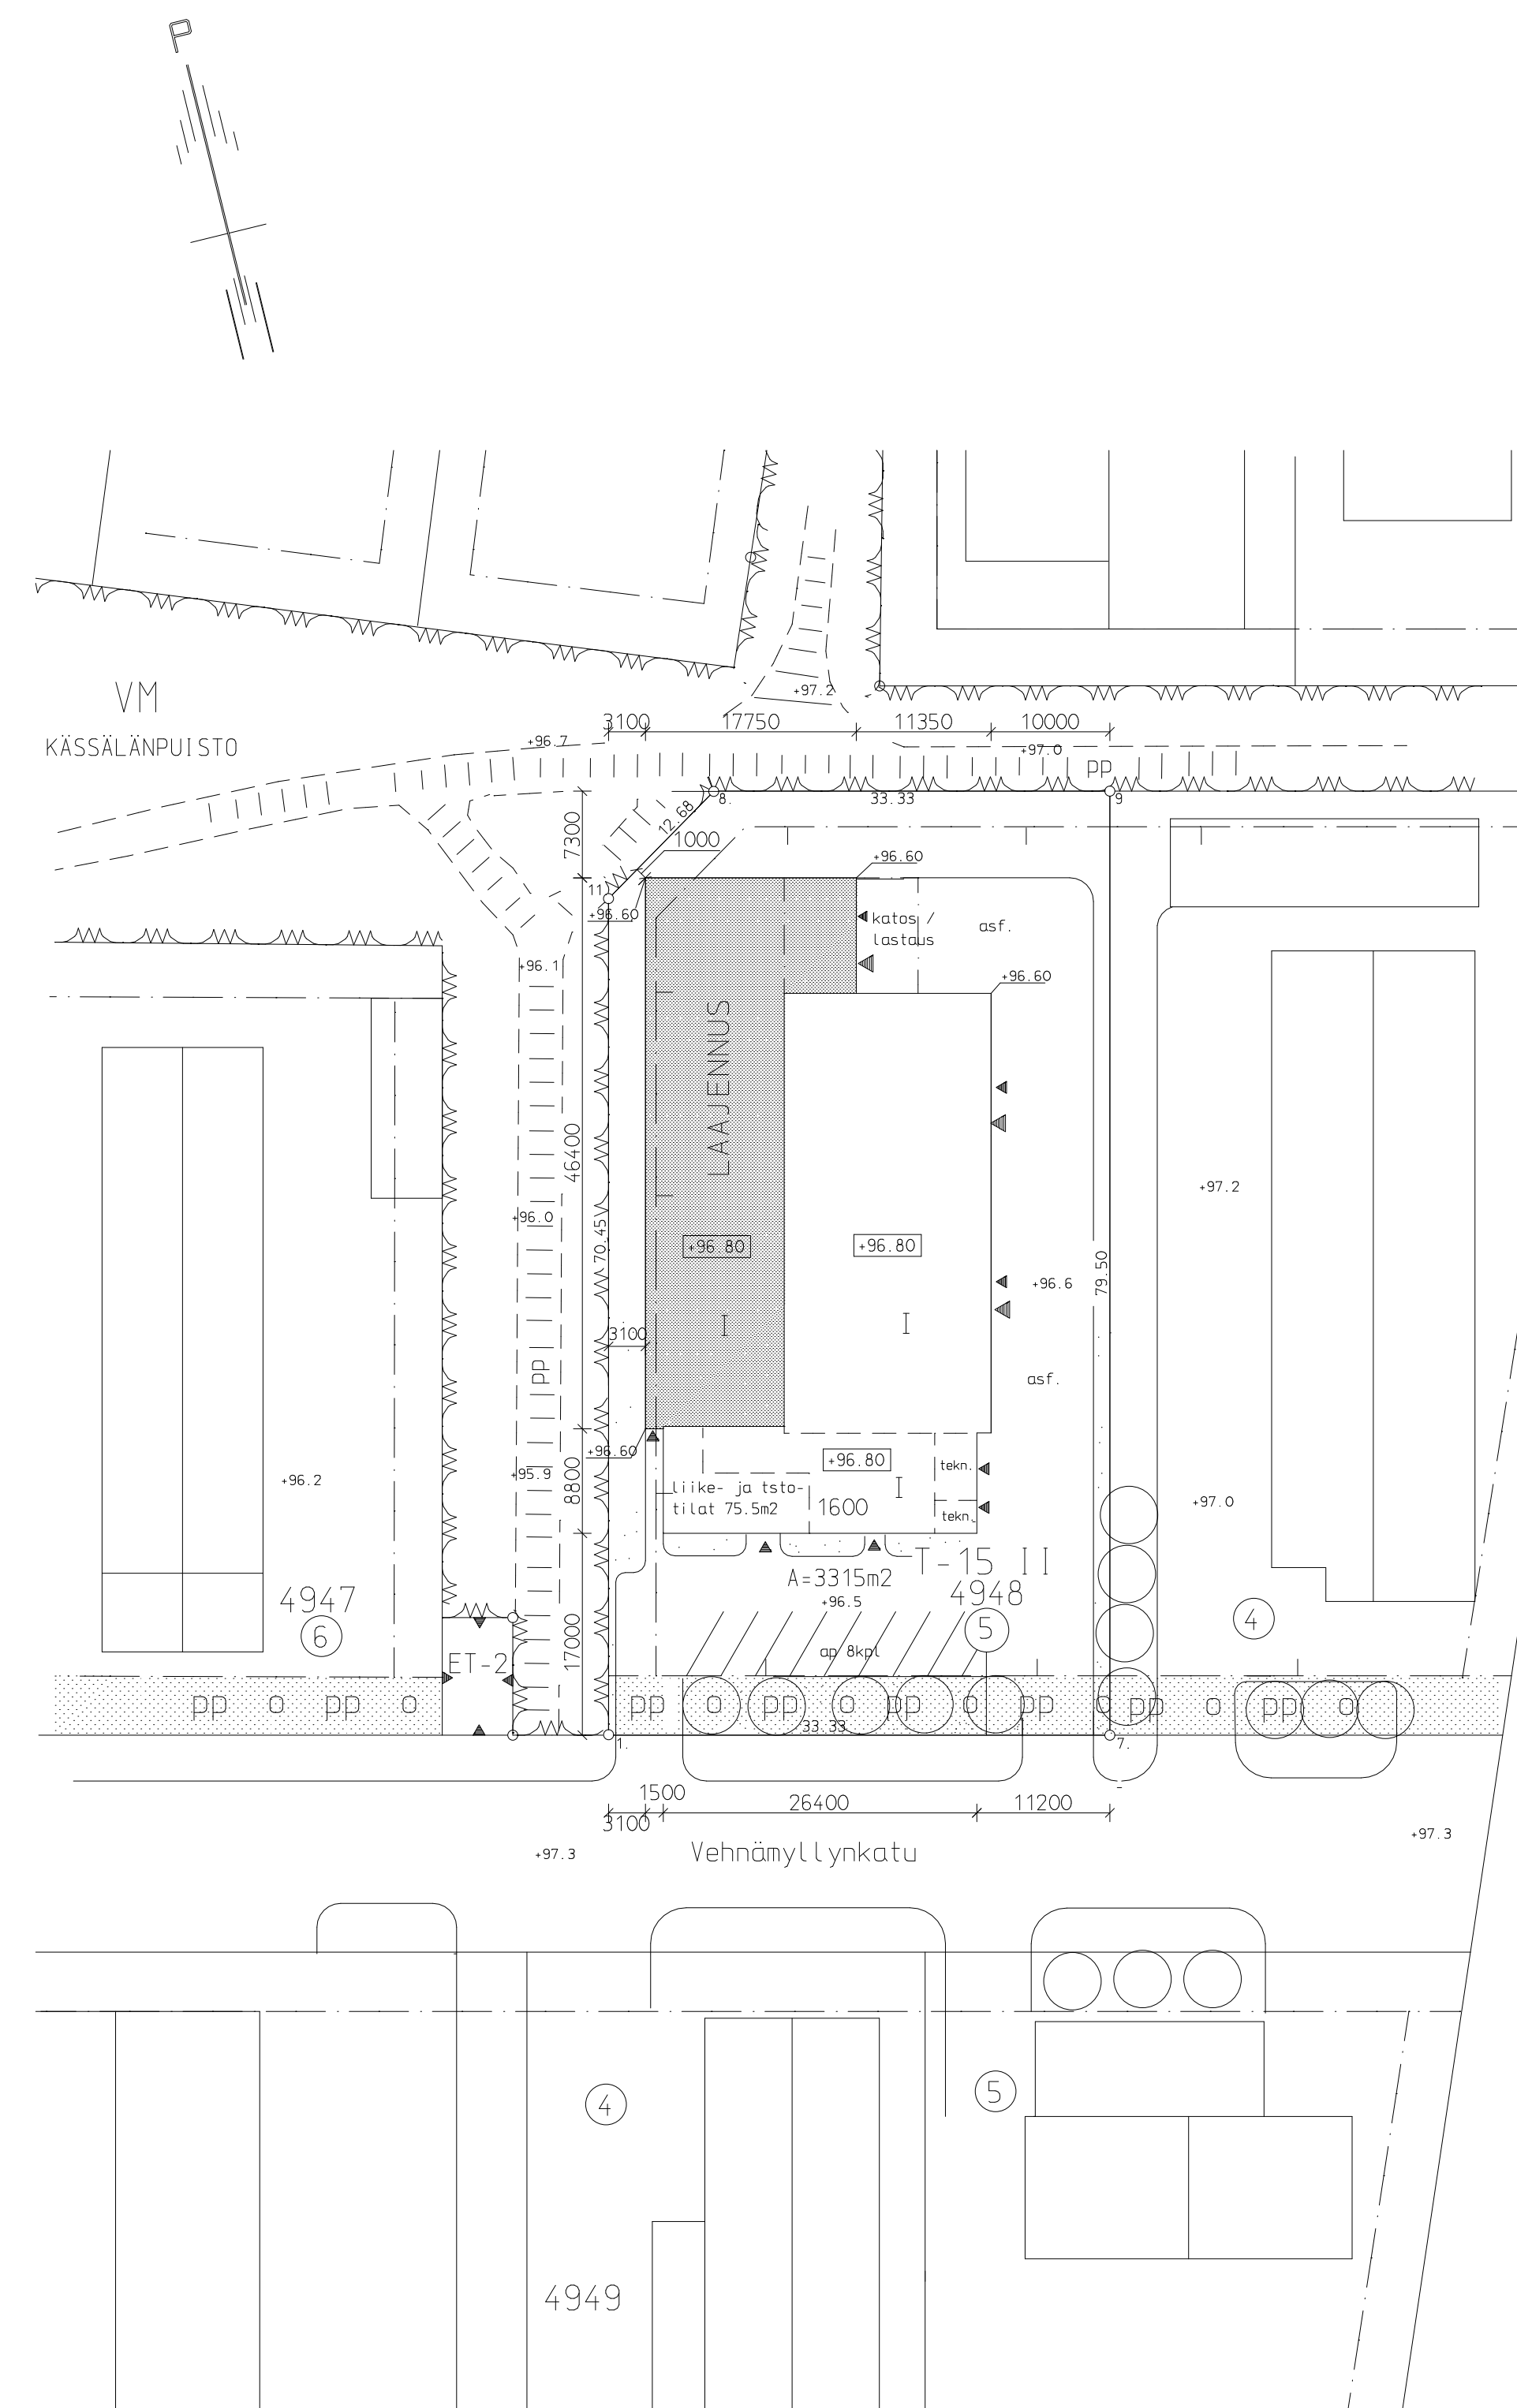 P
VM
KÄSSÄLÄNPUISTO
+97.2
3100 17750 11350 10000
+96.7
+97.0
pp
8. 33.33 9
12.68
7300
1000
+96.60
11
+96.60
katos /
lastaus
asf.
+96.1
+96.60
LAAJENNUS
46400
+97.2
+96.0
70.45
+96.80
+96.80
79.50
+96.6
I
I
3100
pp
asf.
+96.60
+96.80
tekn.
+96.2
+95.9
8800
liike- ja tsto-
tilat 75.5m2
1600
I
tekn.
+97.0
T-15 II
A=3315m2
4948
+96.5
4947
6
5
4
17000
ap 8kpl
ET-2
pp o pp o pp o pp o pp o pp o pp o pp o
33.33
1. 7.
1500
3100 26400 11200
Vehnämyllynkatu
+97.3
+97.3
4
5
4949